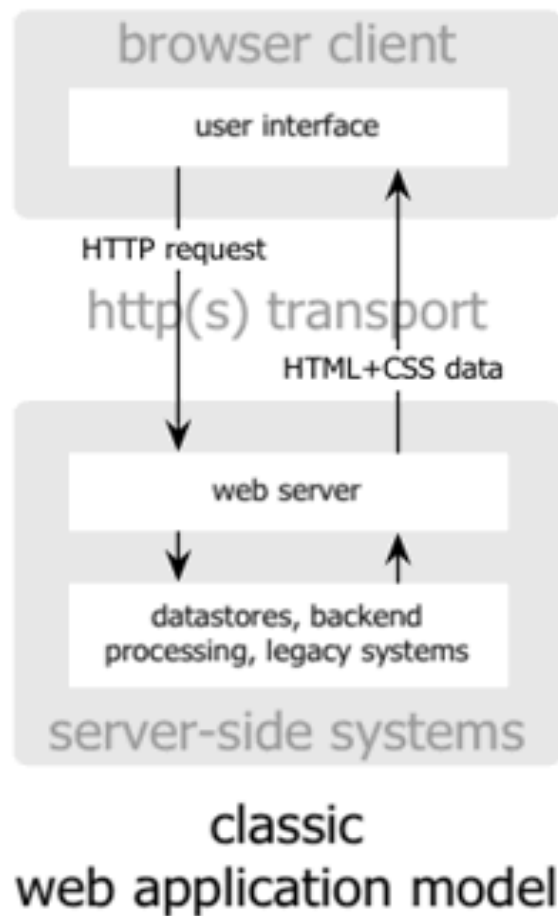 browser client
user interface
HTTP request
http(s) transport
HTML+CSS data
web server
datastores, backend
processing, legacy systems
server-side systems
classic
web application model